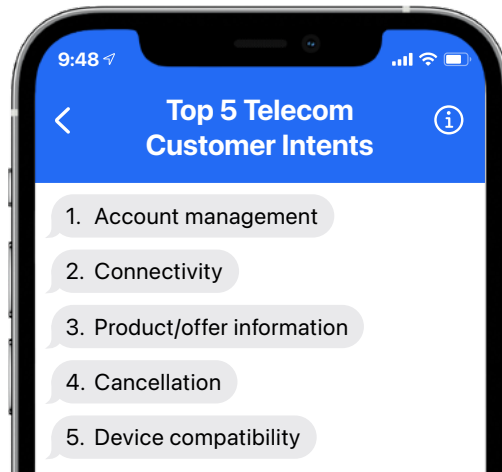 9:48
Top 5 Telecom
Customer Intents
1. Account management
2. Connectivity
3. Product/offer information
4. Cancellation
5. Device compatibility